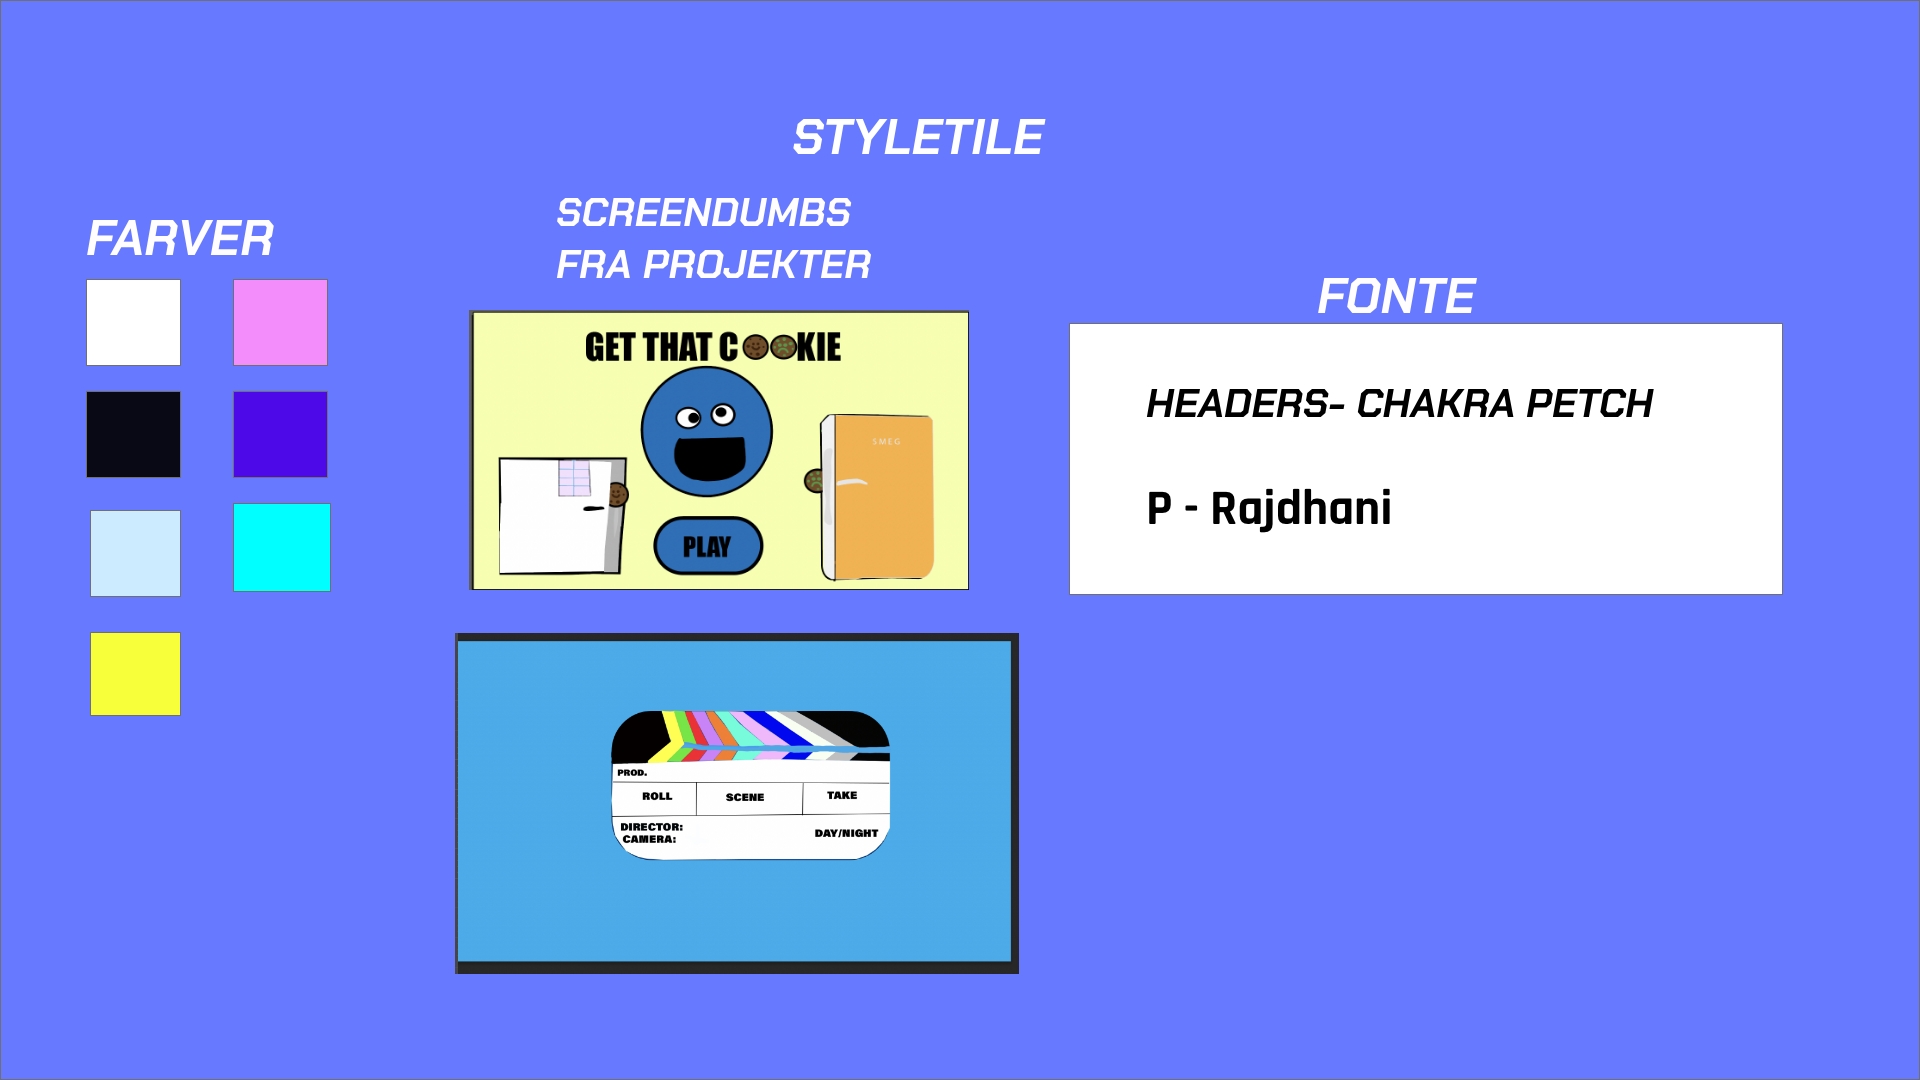 STYLETILE
FARVER
SCREENDUMBS
FRA PROJEKTER
GET THAT C KIE
SMEG
PLAY
PROD.
ROLL SCENE TAKE
DIRECTOR:
CAMERA:
DAY/NIGHT
FONTE
HEADERS- CHAKRA PETCH
P - Rajdhani